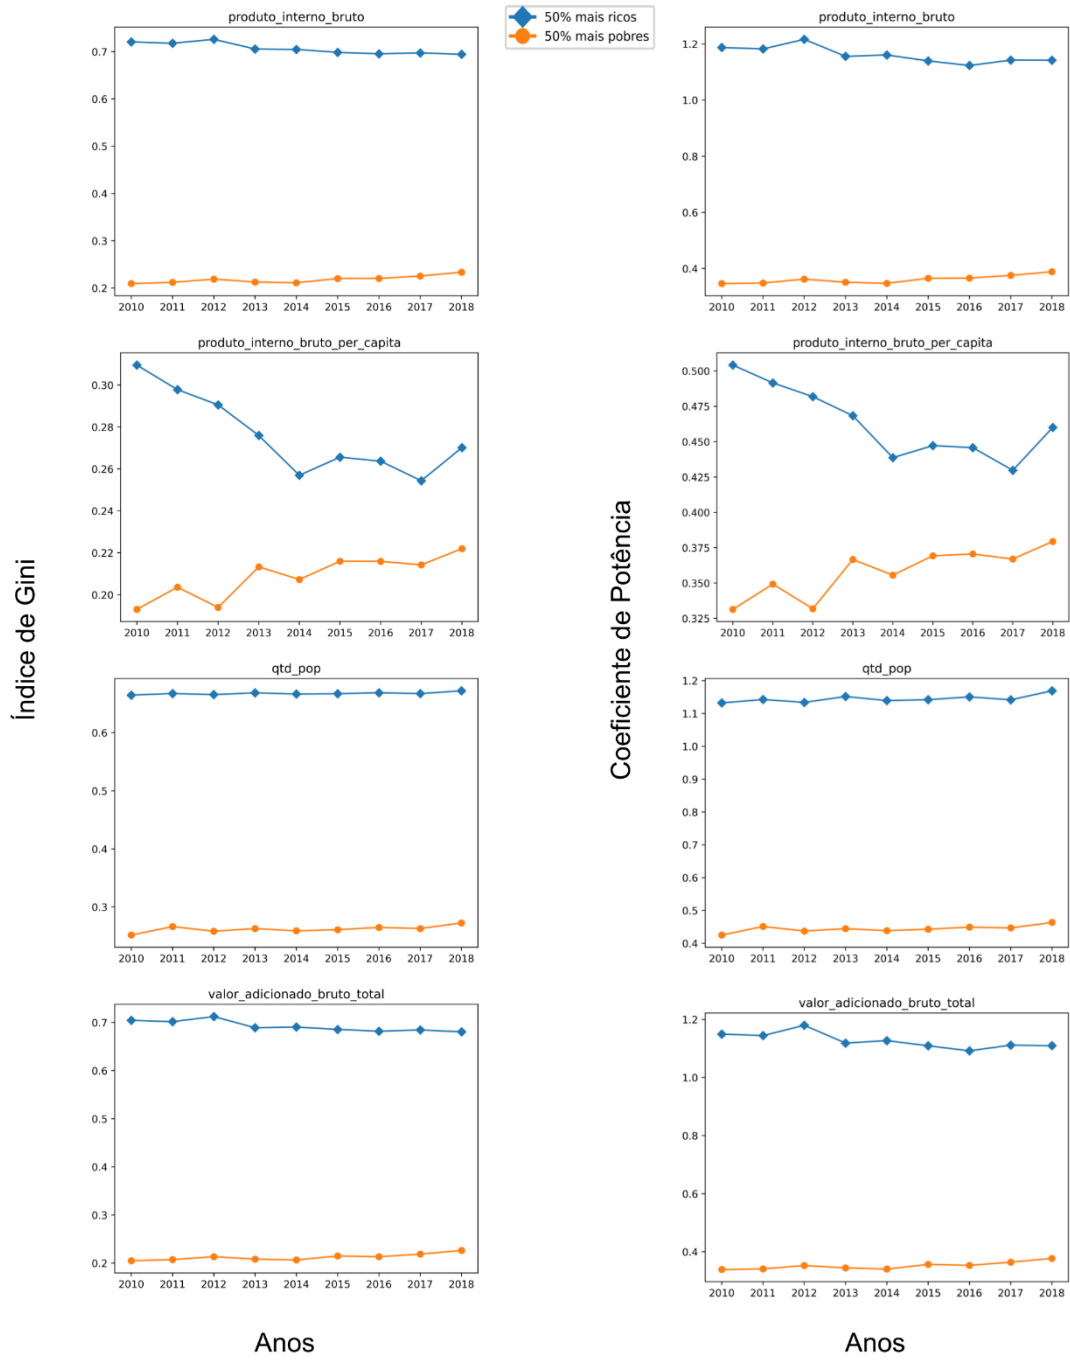 50% mais ricos
50% mais pobres
Índice de Gini
produto_interno_bruto
0.7
0.6
0.5
0.4
0.3
0.2
2010 2011 2012 2013 2014 2015 2016 2017 2018
produto_interno_bruto_per_capita
0.30
0.28
0.26
0.24
0.22
0.20
2010 2011 2012 2013 2014 2015 2016 2017 2018
qtd_pop
0.6
0.5
0.4
0.3
2010 2011 2012 2013 2014 2015 2016 2017 2018
valor_adicionado_bruto_total
0.7
0.6
0.5
0.4
0.3
0.2
2010 2011 2012 2013 2014 2015 2016 2017 2018
Anos
Coeficiente de Potência
produto_interno_bruto
1.2
1.0
0.8
0.6
0.4
2010 2011 2012 2013 2014 2015 2016 2017 2018
produto_interno_bruto_per_capita
0.500
0.475
0.450
0.425
0.400
0.375
0.350
0.325
2010 2011 2012 2013 2014 2015 2016 2017 2018
qtd_pop
1.2
1.1
1.0
0.9
0.8
0.7
0.6
0.5
0.4
2010 2011 2012 2013 2014 2015 2016 2017 2018
valor_adicionado_bruto_total
1.2
1.0
0.8
0.6
0.4
2010 2011 2012 2013 2014 2015 2016 2017 2018
Anos